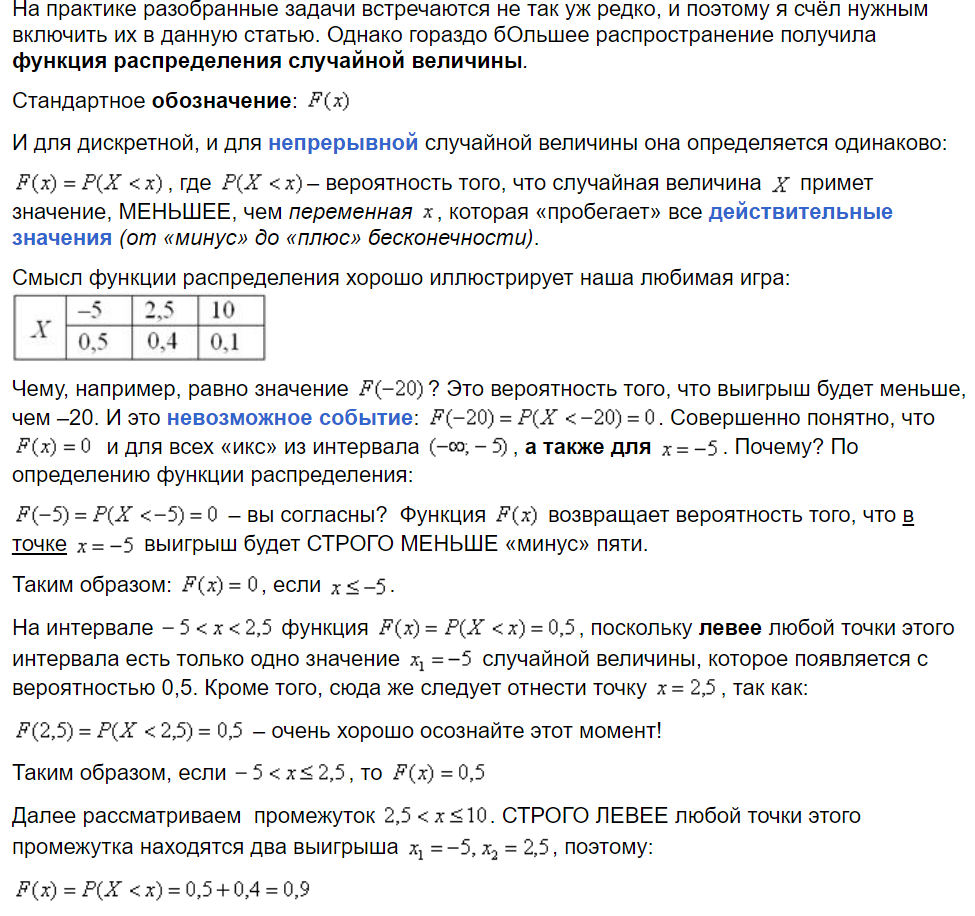 На практике разобранные задачи встречаются не так уж редко, и поэтому я счёл нужным
включить их в данную статью. Однако гораздо бОльшее распространение получила
функция распределения случайной величины.
Стандартное обозначение: F(x)
И для дискретной, и для непрерывной случайной величины она определяется одинаково:
F(x) = P(X < x), где P(X < x) – вероятность того, что случайная величина X примет
значение, МЕНЬШЕЕ, чем переменная x, которая «пробегает» все действительные
значения (от «минус» до «плюс» бесконечности).
Смысл функции распределения хорошо иллюстрирует наша любимая игра:
X –5 2,5 10
0,5 0,4 0,1
Чему, например, равно значение F(−20)? Это вероятность того, что выигрыш будет меньше,
чем –20. И это невозможное событие: F(−20) = P(X < −20) = 0. Совершенно понятно, что
F(x) = 0 и для всех «икс» из интервала (−∞; − 5), а также для x = −5. Почему? По
определению функции распределения:
F(−5) = P(X < −5) = 0 – вы согласны? Функция F(x) возвращает вероятность того, что в
точке x = −5 выигрыш будет СТРОГО МЕНЬШЕ «минус» пяти.
Таким образом: F(x) = 0, если x ≤ −5.
На интервале − 5 < x < 2,5 функция F(x) = P(X < x) = 0,5, поскольку левее любой точки этого
интервала есть только одно значение x₁ = −5 случайной величины, которое появляется с
вероятностью 0,5. Кроме того, сюда же следует отнести точку x = 2,5, так как:
F(2,5) = P(X < 2,5) = 0,5 – очень хорошо осознайте этот момент!
Таким образом, если − 5 < x ≤ 2,5, то F(x) = 0,5
Далее рассматриваем промежуток 2,5 < x ≤ 10. СТРОГО ЛЕВЕЕ любой точки этого
промежутка находятся два выигрыша x₁ = −5, x₂ = 2,5, поэтому:
F(x) = P(X < x) = 0,5 + 0,4 = 0,9